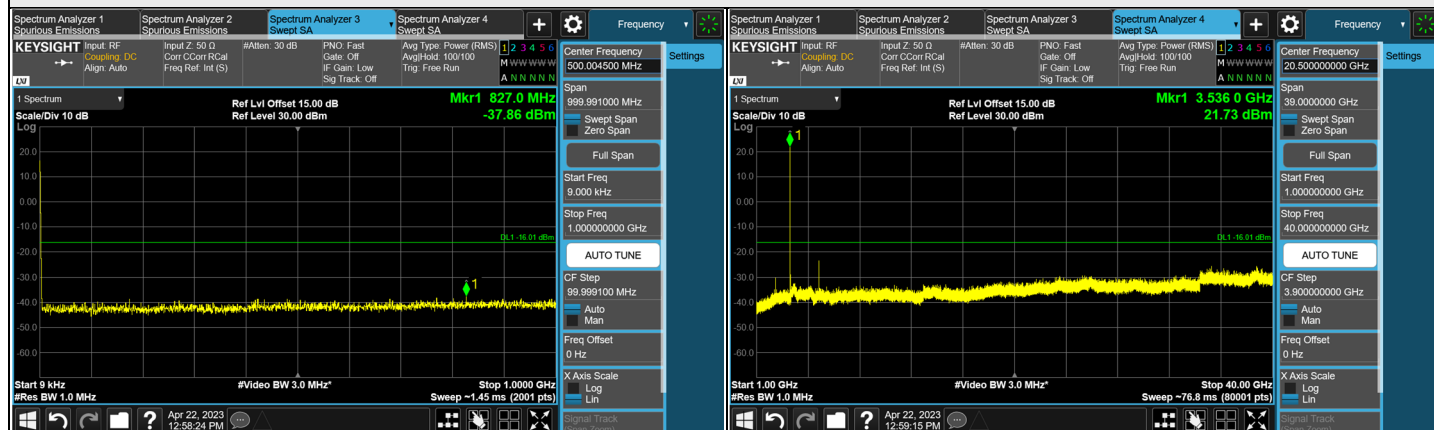 Spectrum Analyzer 1
Spurious Emissions
Spectrum Analyzer 2
Spurious Emissions
Spectrum Analyzer 3
Swept SA
Spectrum Analyzer 4
Swept SA
+
Frequency
KEYSIGHT
LXI
Input: RF
Coupling: DC
Align: Auto
Input Z: 50 Ω
Corr CCorr RCal
Freq Ref: Int (S)
#Atten: 30 dB
PNO: Fast
Gate: Off
IF Gain: Low
Sig Track: Off
Avg Type: Power (RMS)
Avg|Hold: 100/100
Trig: Free Run
1 2 3 4 5 6
M W W W W W
A N N N N N
1 Spectrum
Scale/Div 10 dB
Ref Lvl Offset 15.00 dB
Ref Level 30.00 dBm
Mkr1 827.0 MHz
-37.86 dBm
Log
20.0
10.0
0.00
-10.0
-20.0
-30.0
-40.0
-50.0
-60.0
DL1 -16.01 dBm
1
Start 9 kHz
#Res BW 1.0 MHz
#Video BW 3.0 MHz*
Stop 1.0000 GHz
Sweep ~1.45 ms (2001 pts)
Center Frequency
500.004500 MHz
Settings
Span
999.991000 MHz
Swept Span
Zero Span
Full Span
Start Freq
9.000 kHz
Stop Freq
1.000000000 GHz
AUTO TUNE
CF Step
99.999100 MHz
Auto
Man
Freq Offset
0 Hz
X Axis Scale
Log
Lin
Signal Track
?
Apr 22, 2023
12:58:24 PM
Spectrum Analyzer 1
Spurious Emissions
Spectrum Analyzer 2
Spurious Emissions
Spectrum Analyzer 3
Swept SA
Spectrum Analyzer 4
Swept SA
+
Frequency
KEYSIGHT
LXI
Input: RF
Coupling: DC
Align: Auto
Input Z: 50 Ω
Corr CCorr RCal
Freq Ref: Int (S)
#Atten: 30 dB
PNO: Fast
Gate: Off
IF Gain: Low
Sig Track: Off
Avg Type: Power (RMS)
Avg|Hold: 100/100
Trig: Free Run
1 2 3 4 5 6
M W W W W W
A N N N N N
1 Spectrum
Scale/Div 10 dB
Ref Lvl Offset 15.00 dB
Ref Level 30.00 dBm
Mkr1 3.536 0 GHz
21.73 dBm
Log
20.0
10.0
0.00
-10.0
-20.0
-30.0
-40.0
-50.0
-60.0
DL1 -16.01 dBm
1
Start 1.00 GHz
#Res BW 1.0 MHz
#Video BW 3.0 MHz*
Stop 40.00 GHz
Sweep ~76.8 ms (80001 pts)
Center Frequency
20.500000000 GHz
Settings
Span
39.0000000 GHz
Swept Span
Zero Span
Full Span
Start Freq
1.000000000 GHz
Stop Freq
40.000000000 GHz
AUTO TUNE
CF Step
3.900000000 GHz
Auto
Man
Freq Offset
0 Hz
X Axis Scale
Log
Lin
Signal Track
?
Apr 22, 2023
12:59:15 PM